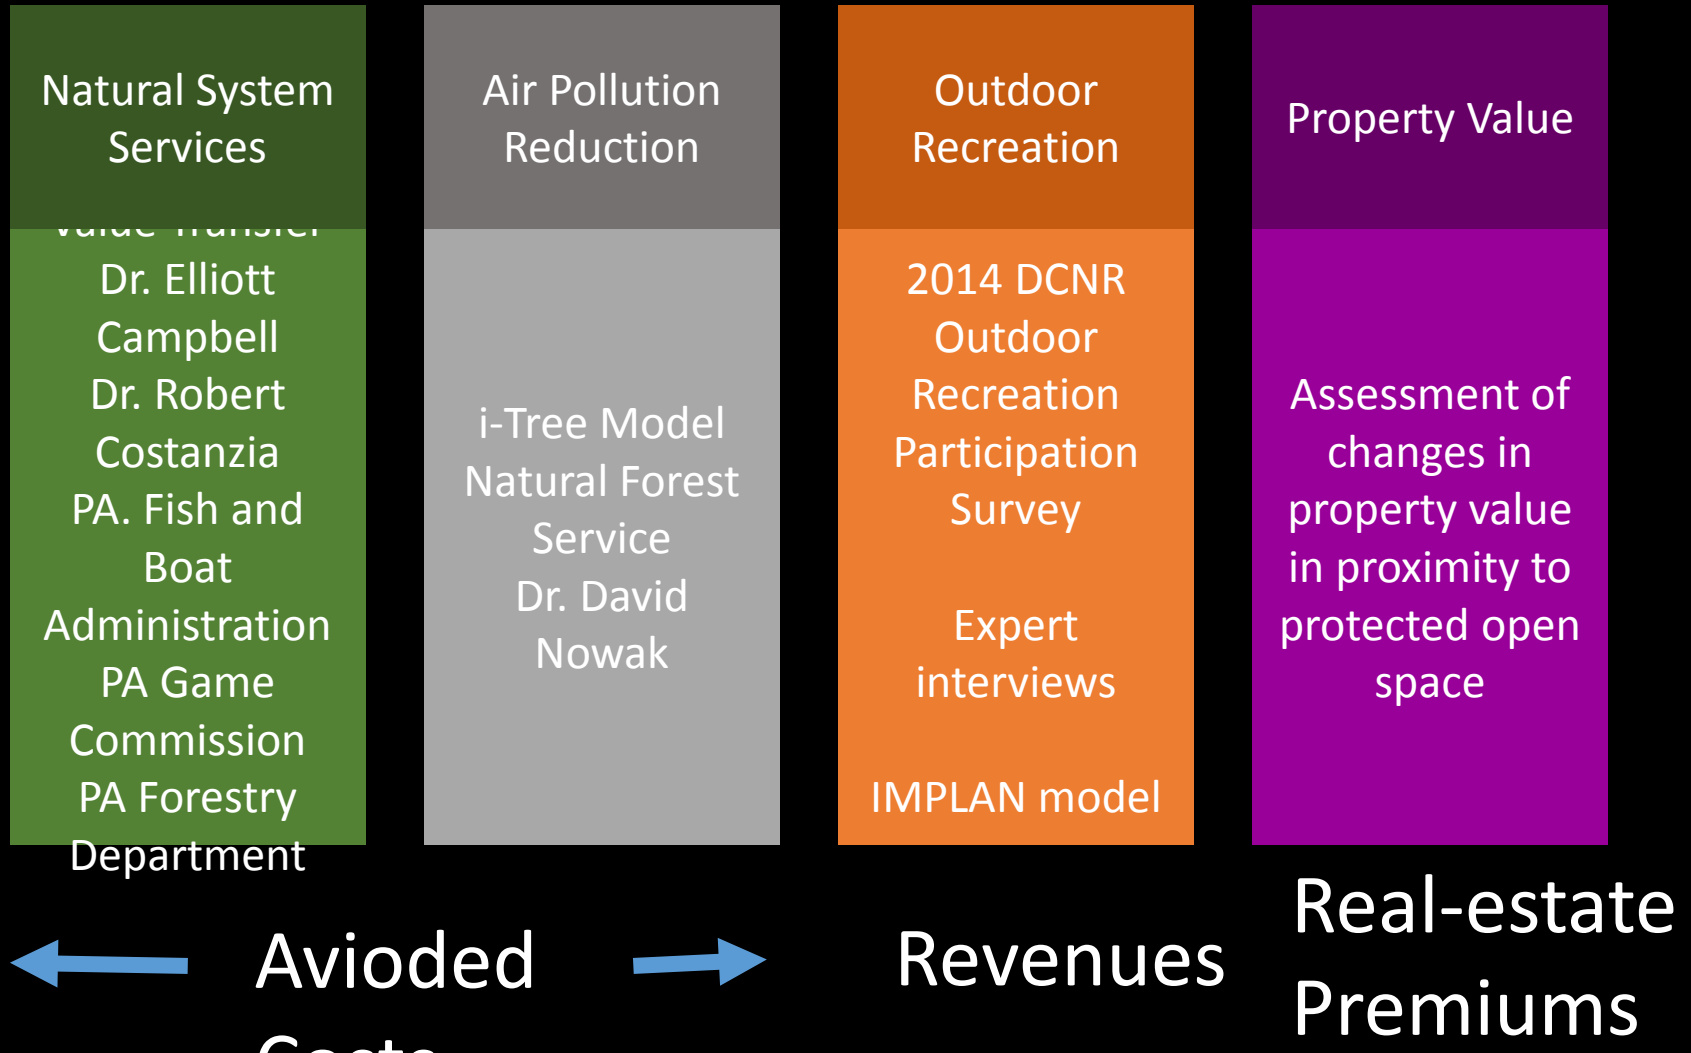 Natural System
Services
Value Transfer
Dr. Elliott
Campbell
Dr. Robert
Costanzia
PA. Fish and
Boat
Administration
PA Game
Commission
PA Forestry
Department
Air Pollution
Reduction
i-Tree Model
Natural Forest
Service
Dr. David
Nowak
Outdoor
Recreation
2014 DCNR
Outdoor
Recreation
Participation
Survey
Expert
interviews
IMPLAN model
Property Value
Assessment of
changes in
property value
in proximity to
protected open
space
Avioded
Costs
Revenues
Real-estate
Premiums